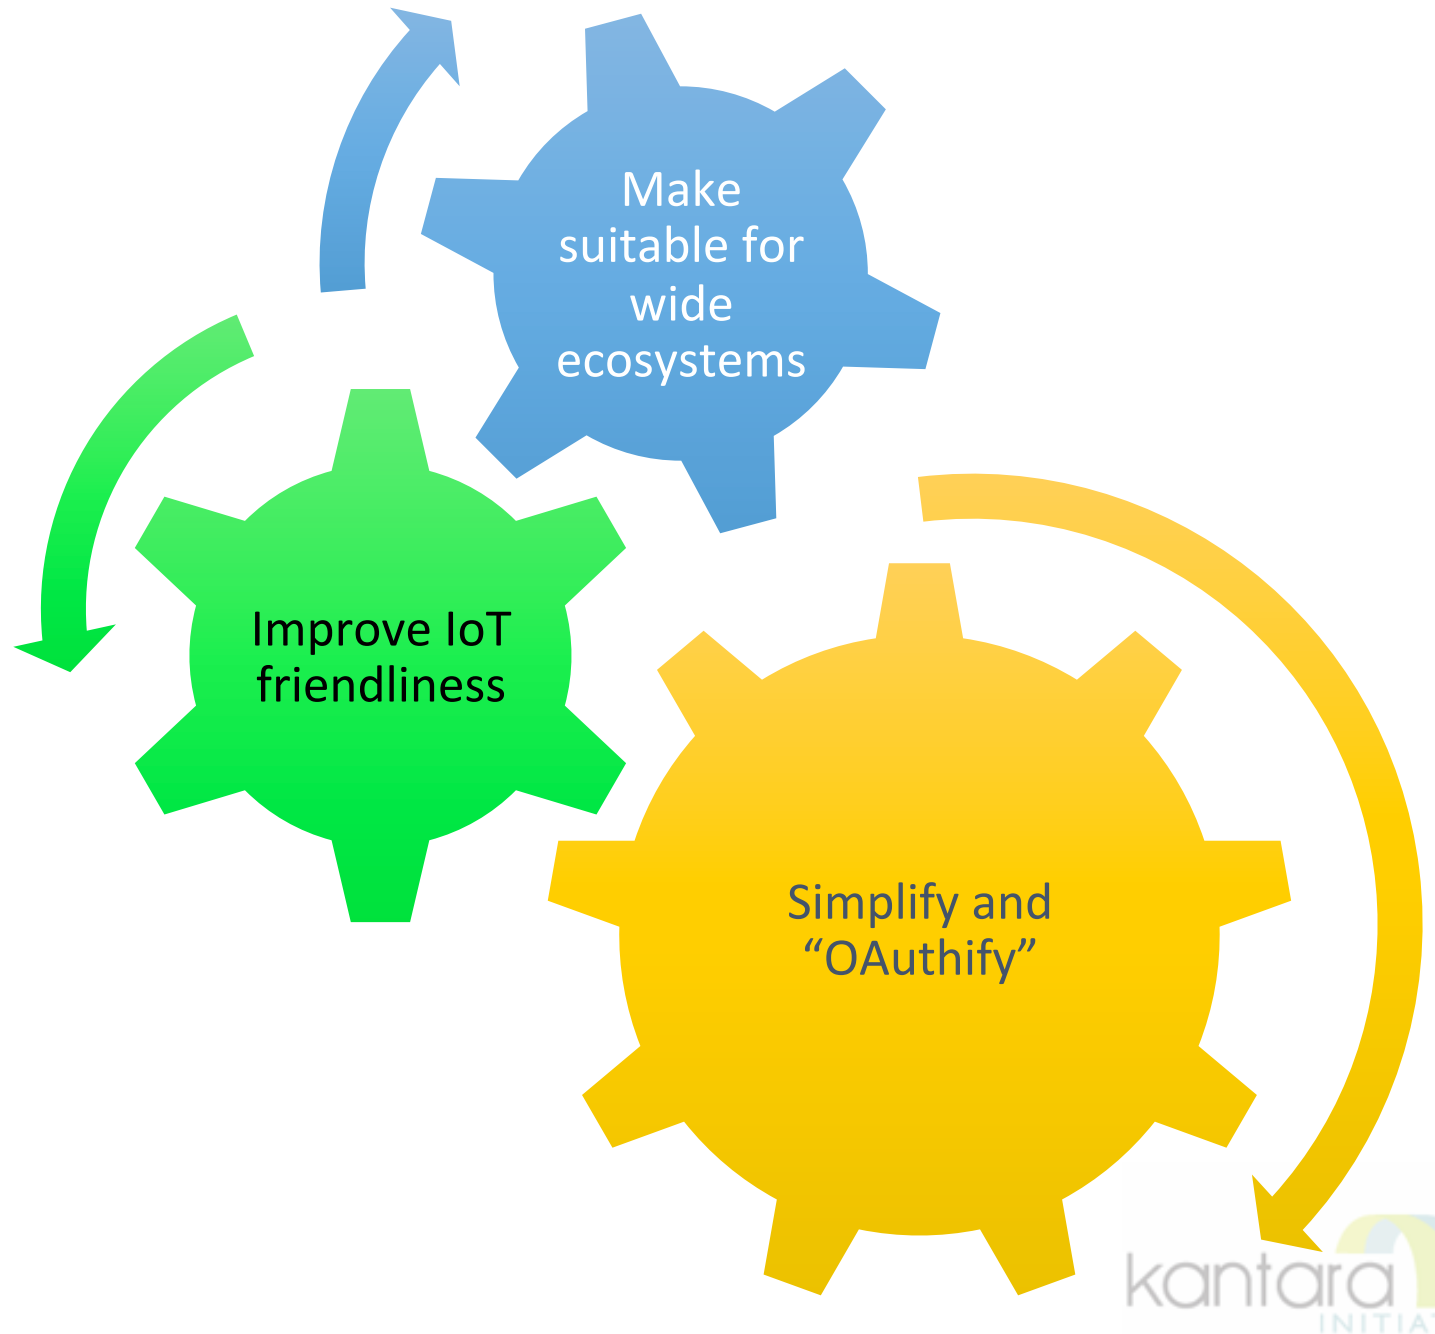 Make
suitable for
wide
ecosystems
Improve IoT
friendliness
Simplify and
“OAuthify”
kantara